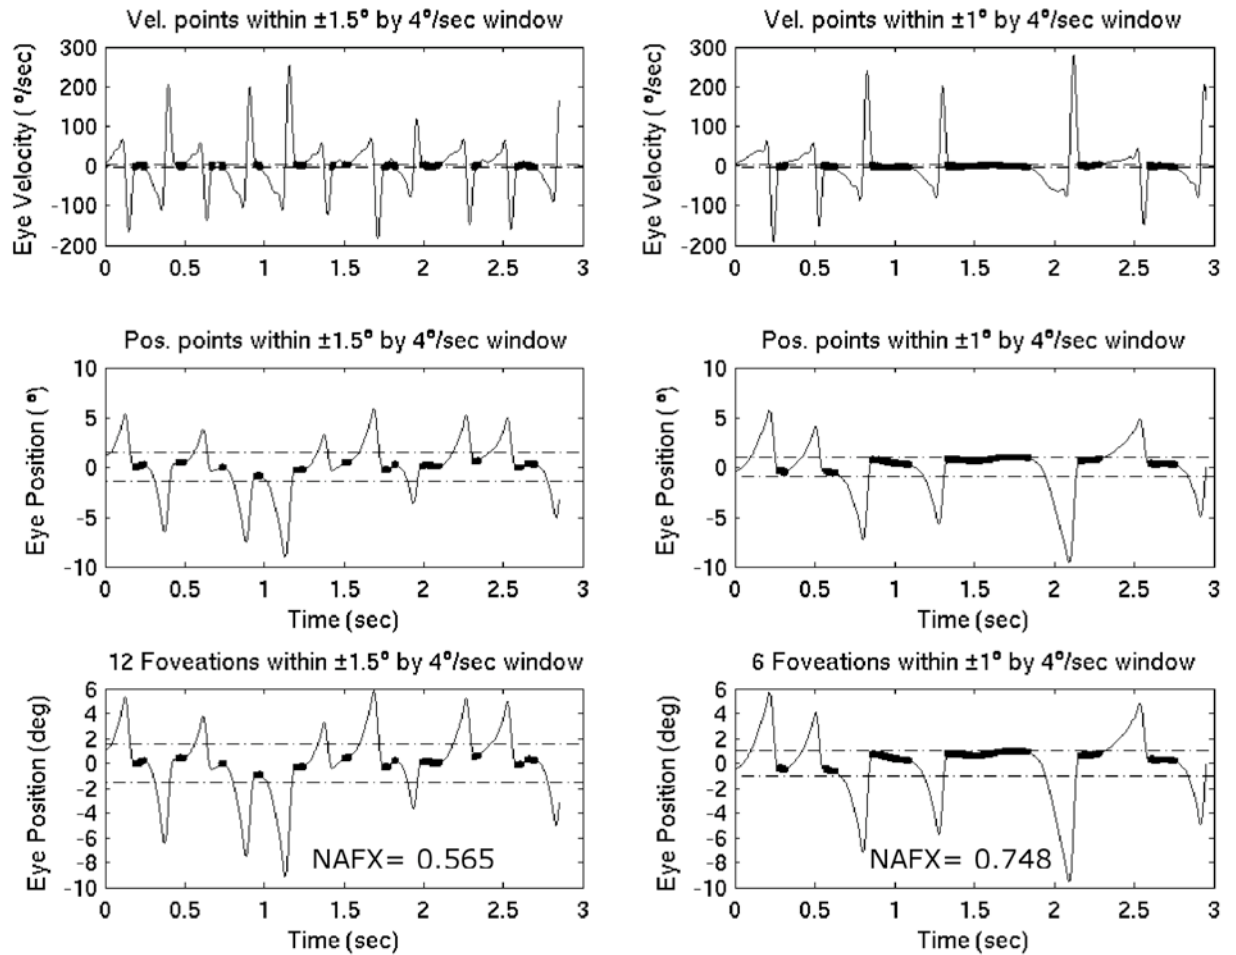 Vel. points within ±1.5° by 4°/sec window
Eye Velocity ( °/sec)
300
200
100
0
-100
-200
0 0.5 1 1.5 2 2.5 3
Vel. points within ±1° by 4°/sec window
Eye Velocity ( °/sec)
300
200
100
0
-100
-200
0 0.5 1 1.5 2 2.5 3
Pos. points within ±1.5° by 4°/sec window
Eye Position ( °)
10
5
0
-5
-10
0 0.5 1 1.5 2 2.5 3
Time (sec)
Pos. points within ±1° by 4°/sec window
Eye Position ( °)
10
5
0
-5
-10
0 0.5 1 1.5 2 2.5 3
Time (sec)
12 Foveations within ±1.5° by 4°/sec window
Eye Position (deg)
6
4
2
0
-2
-4
-6
-8
-10
NAFX= 0.565
0 0.5 1 1.5 2 2.5 3
Time (sec)
6 Foveations within ±1° by 4°/sec window
Eye Position (deg)
6
4
2
0
-2
-4
-6
-8
-10
NAFX= 0.748
0 0.5 1 1.5 2 2.5 3
Time (sec)